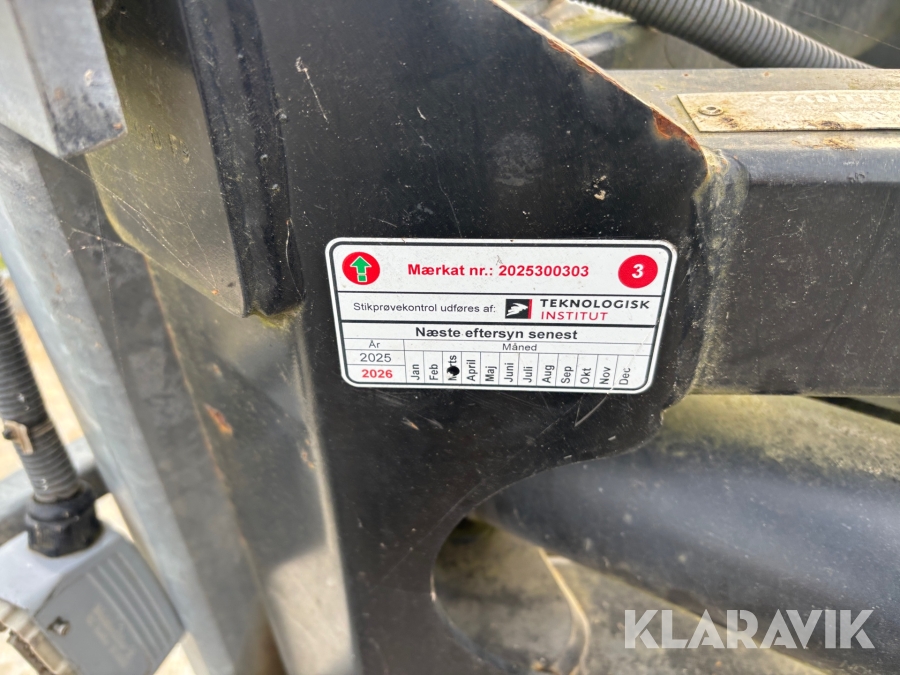 Mærkat nr.: 2025300303
3
Stikprøvekontrol udføres af: TEKNOLOGISK INSTITUT
Næste eftersyn senest
År Måned
2025
2026
Jan Feb Marts April Maj Juni Juli Aug Sep Okt Nov Dec
KLARAVIK